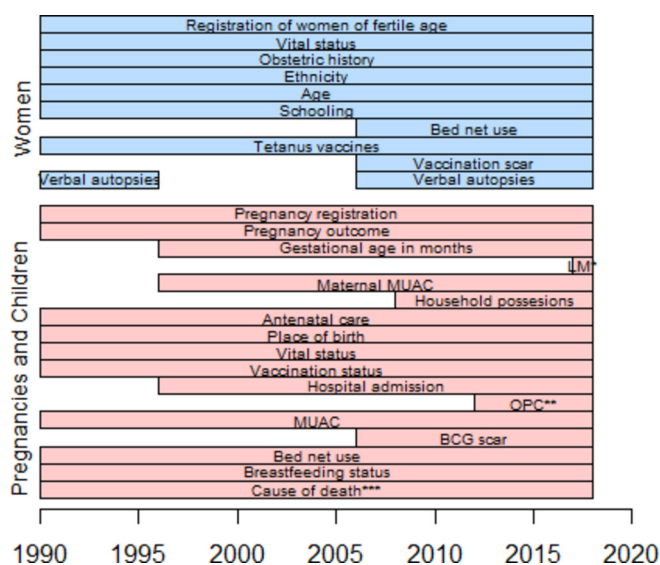 Women
Registration of women of fertile age
Vital status
Obstetric history
Ethnicity
Age
Schooling
Bed net use
Tetanus vaccines
Vaccination scar
Verbal autopsies Verbal autopsies
Pregnancies and Children
Pregnancy registration
Pregnancy outcome
Gestational age in months
LM*
Maternal MUAC
Household possesions
Antenatal care
Place of birth
Vital status
Vaccination status
Hospital admission
OPC**
MUAC
BCG scar
Bed net use
Breastfeeding status
Cause of death***
1990 1995 2000 2005 2010 2015 2020